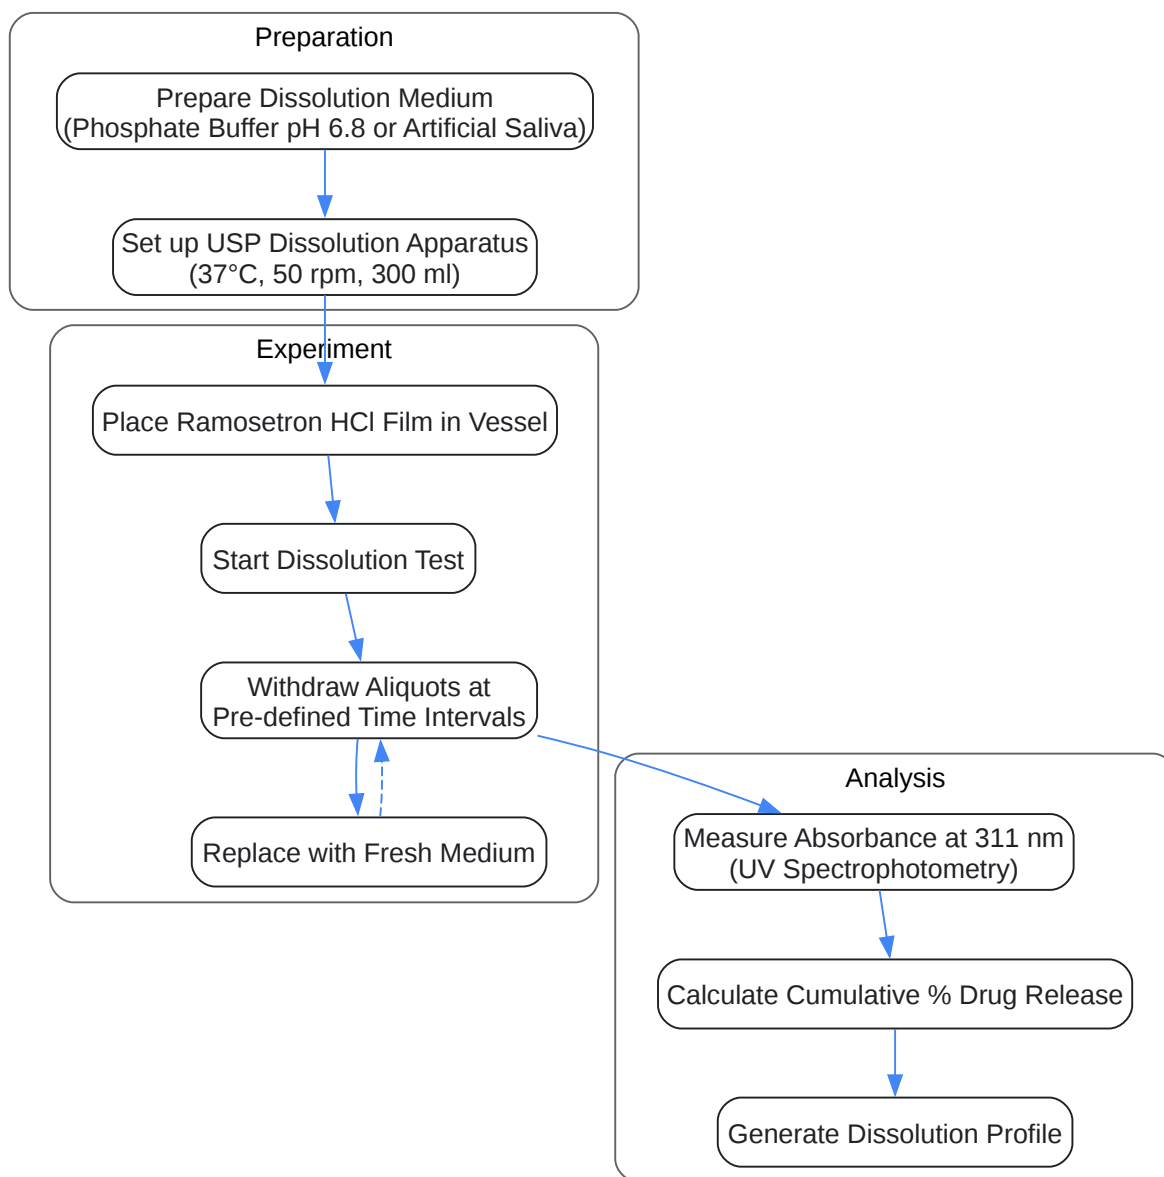 Preparation
Prepare Dissolution Medium
(Phosphate Buffer pH 6.8 or Artificial Saliva)
Set up USP Dissolution Apparatus
(37°C, 50 rpm, 300 ml)
Experiment
Place Ramosetron HCl Film in Vessel
Start Dissolution Test
Withdraw Aliquots at
Pre-defined Time Intervals
Replace with Fresh Medium
Analysis
Measure Absorbance at 311 nm
(UV Spectrophotometry)
Calculate Cumulative % Drug Release
Generate Dissolution Profile